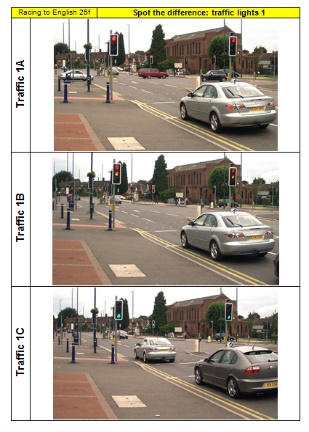 Racing to English 25f
Spot the difference: traffic lights 1
Traffic 1A
Traffic 1B
Traffic 1C